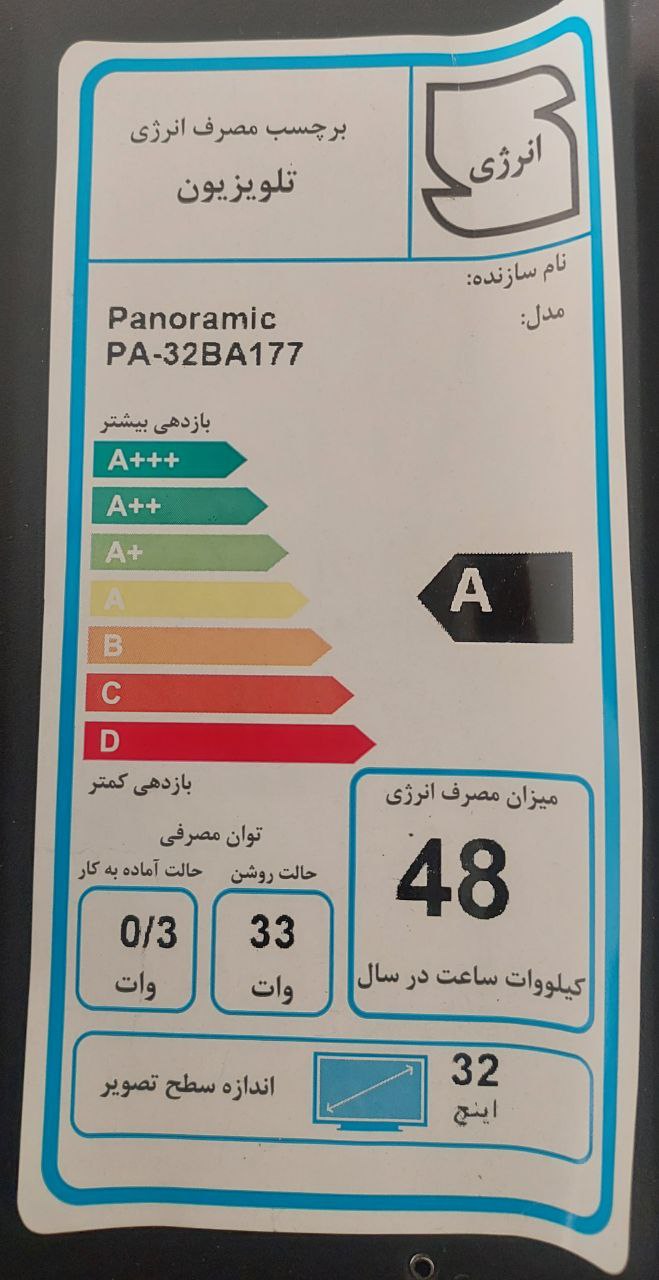 برچسب مصرف انرژی
تلویزیون
انرژی
نام سازنده:
Panoramic
مدل:
PA-32BA177
بازدهی بیشتر
A+++
A++
A+
A
B
C
D
A
بازدهی کمتر
میزان مصرف انرژی
48
کیلووات ساعت در سال
توان مصرفی
حالت روشن
33
وات
حالت آماده به کار
0/3
وات
اندازه سطح تصویر
32
اینچ